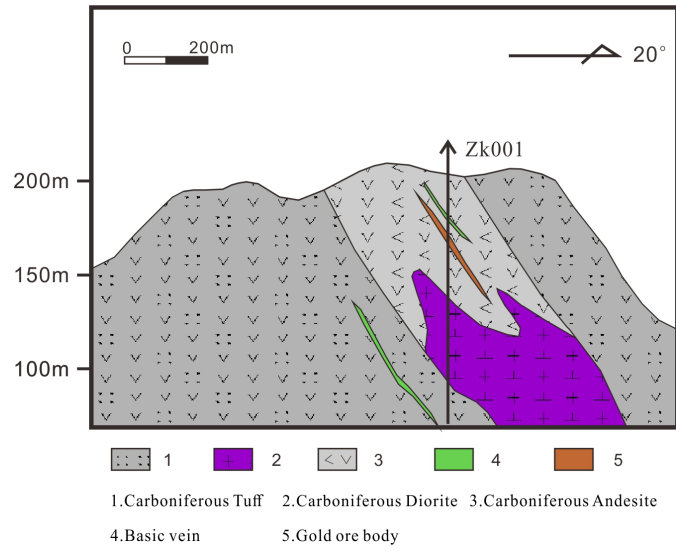 0 200m
20°
Zk001
200m
150m
100m
1 2 3 4 5
1.Carboniferous Tuff 2.Carboniferous Diorite 3.Carboniferous Andesite
4.Basic vein 5.Gold ore body